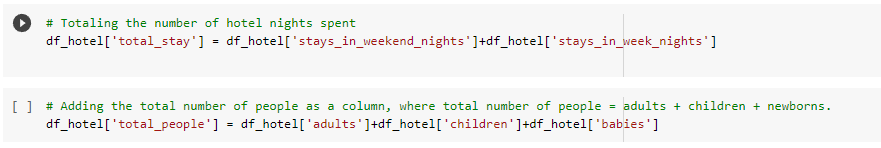 # Totaling the number of hotel nights spent
df_hotel['total_stay'] = df_hotel['stays_in_weekend_nights']+df_hotel['stays_in_week_nights']
[ ] # Adding the total number of people as a column, where total number of people = adults + children + newborns.
df_hotel['total_people'] = df_hotel['adults']+df_hotel['children']+df_hotel['babies']